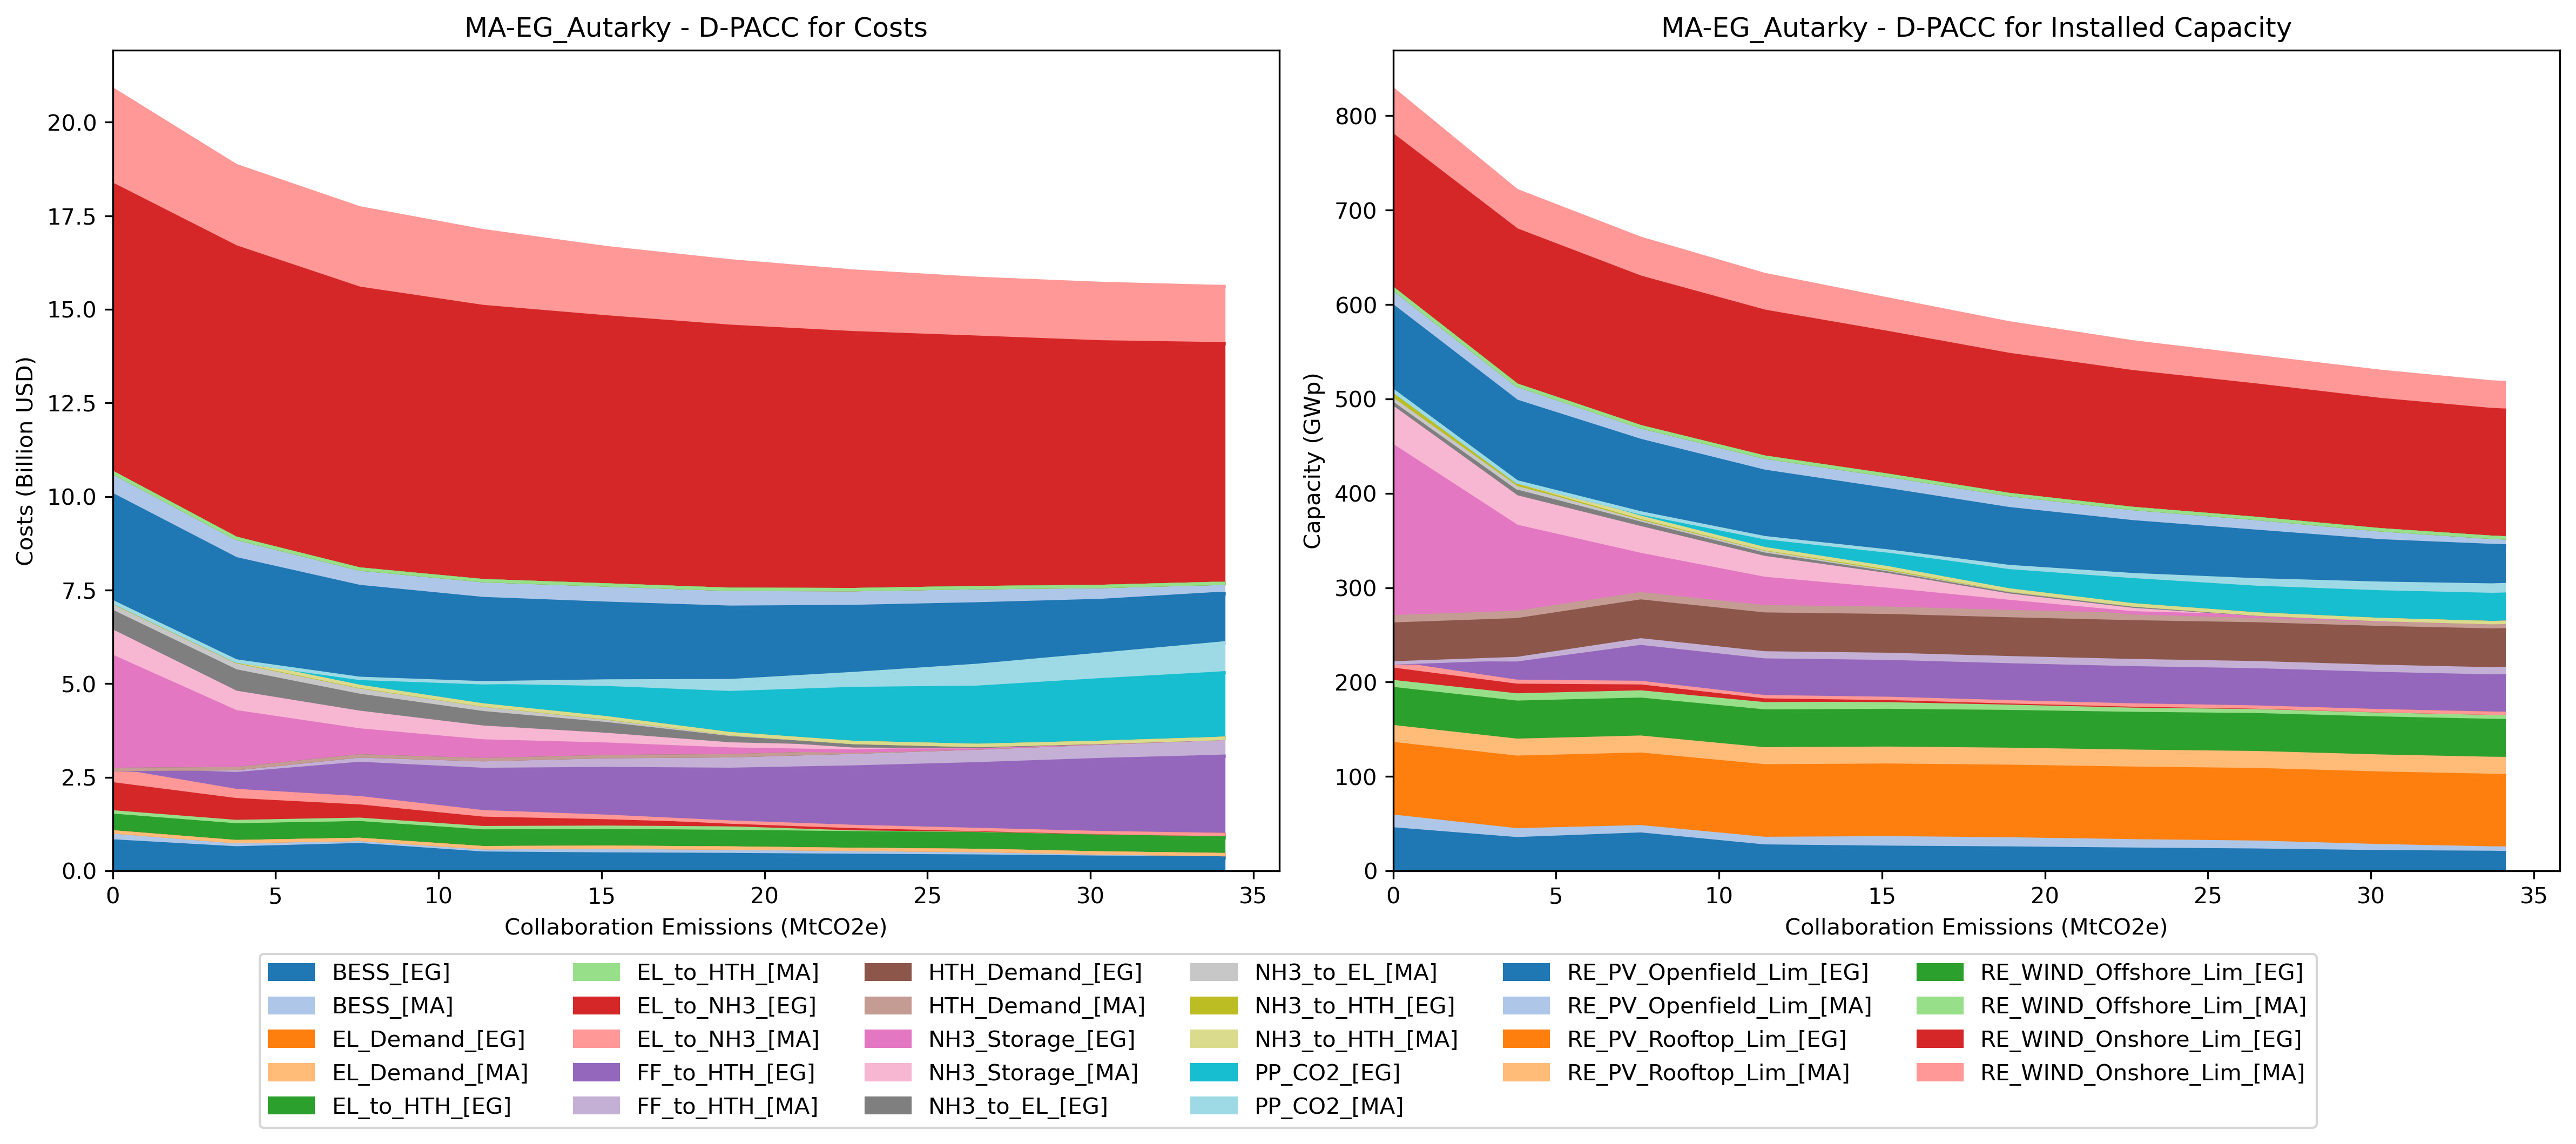 MA-EG_Autarky - D-PACC for Costs
20.0
17.5
15.0
12.5
10.0
7.5
5.0
2.5
0.0
Costs (Billion USD)
0 5 10 15 20 25 30 35
Collaboration Emissions (MtCO2e)
MA-EG_Autarky - D-PACC for Installed Capacity
800
700
600
500
400
300
200
100
0
Capacity (GWp)
0 5 10 15 20 25 30 35
Collaboration Emissions (MtCO2e)
BESS_[EG]
BESS_[MA]
EL_Demand_[EG]
EL_Demand_[MA]
EL_to_HTH_[EG]
EL_to_HTH_[MA]
EL_to_NH3_[EG]
EL_to_NH3_[MA]
FF_to_HTH_[EG]
FF_to_HTH_[MA]
HTH_Demand_[EG]
HTH_Demand_[MA]
NH3_Storage_[EG]
NH3_Storage_[MA]
NH3_to_EL_[EG]
NH3_to_EL_[MA]
NH3_to_HTH_[EG]
NH3_to_HTH_[MA]
PP_CO2_[EG]
PP_CO2_[MA]
RE_PV_Openfield_Lim_[EG]
RE_PV_Openfield_Lim_[MA]
RE_PV_Rooftop_Lim_[EG]
RE_PV_Rooftop_Lim_[MA]
RE_WIND_Offshore_Lim_[EG]
RE_WIND_Offshore_Lim_[MA]
RE_WIND_Onshore_Lim_[EG]
RE_WIND_Onshore_Lim_[MA]